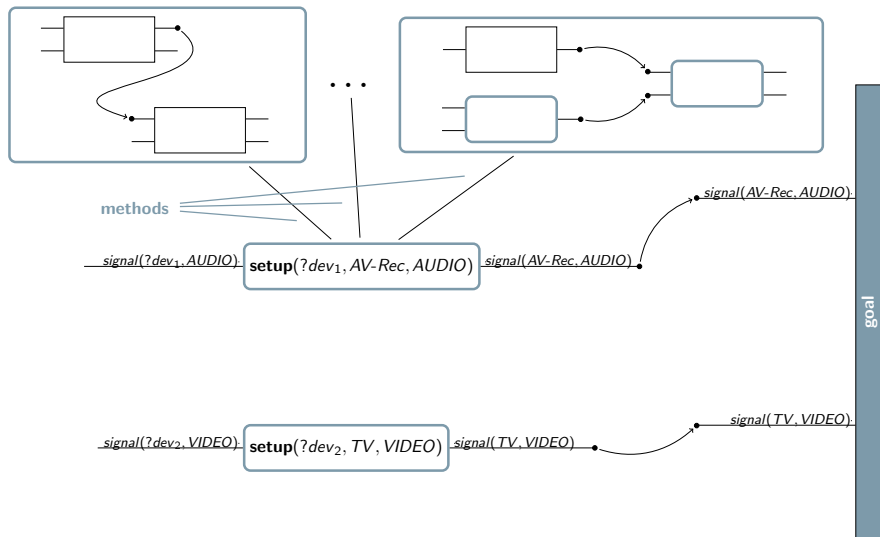 ...
methods
signal(AV-Rec, AUDIO)
signal(?dev₁, AUDIO)
setup(?dev₁, AV-Rec, AUDIO)
signal(AV-Rec, AUDIO)
goal
signal(TV, VIDEO)
signal(?dev₂, VIDEO)
setup(?dev₂, TV, VIDEO)
signal(TV, VIDEO)